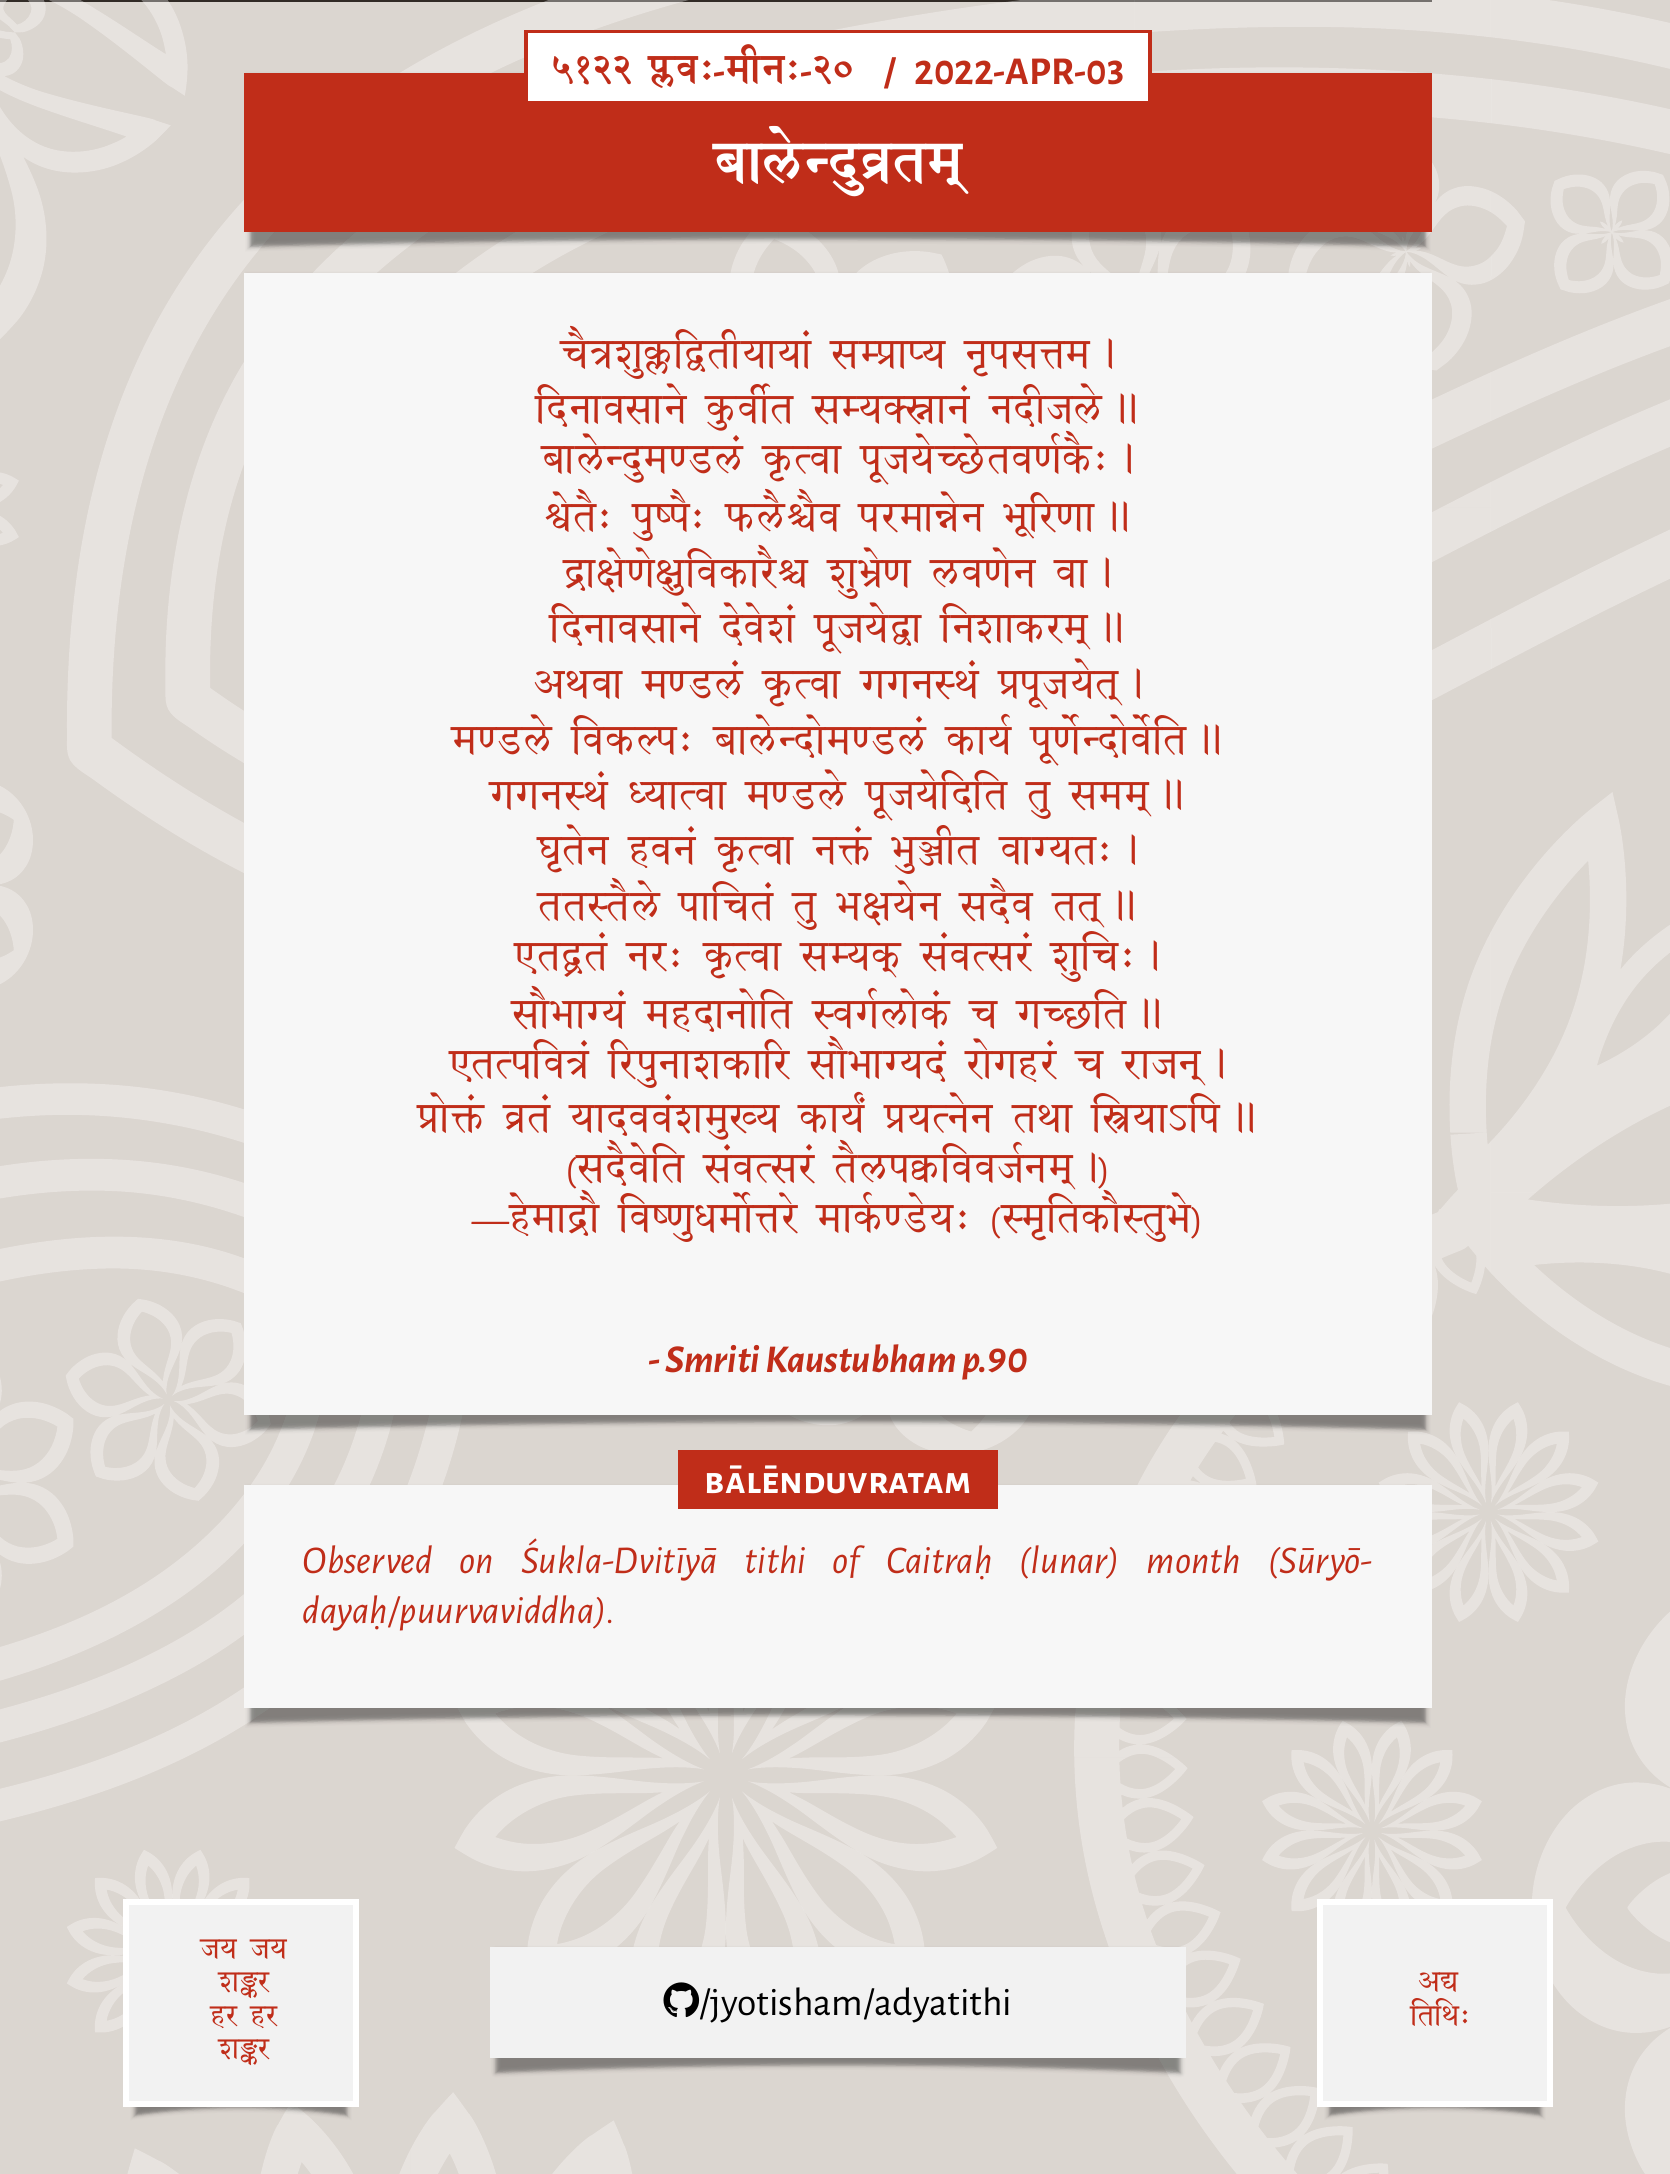 ५१२२ प्लवः-मीनः-२० / 2022-APR-03
बालेन्दुव्रतम्
चैत्रशुक्लद्वितीयायां सम्प्राप्य नृपसत्तम।
दिनावसाने कुर्वीत सम्यक्स्नानं नदीजले॥
बालेन्दुमण्डलं कृत्वा पूजयेच्छेतवर्णकैः।
श्वेतैः पुष्पैः फलैश्चैव परमान्नेन भूरिणा॥
द्राक्षेणेक्षुविकारैश्च शुभ्रेण लवणेन वा।
दिनावसाने देवेशं पूजयेद्वा निशाकरम्॥
अथवा मण्डलं कृत्वा गगनस्थं प्रपूजयेत्।
मण्डले विकल्पः बालेन्दोमण्डलं कार्य पूर्णेन्दोर्वेति॥
गगनस्थं ध्यात्वा मण्डले पूजयेदिति तु समम्॥
घृतेन हवनं कृत्वा नक्तं भुञ्जीत वाग्यतः।
ततस्तैले पाचितं तु भक्षयेन सदैव तत्॥
एतद्व्रतं नरः कृत्वा सम्यक् संवत्सरं शुचिः।
सौभाग्यं महदानोति स्वर्गलोकं च गच्छति॥
एतत्पवित्रं रिपुनाशकारि सौभाग्यदं रोगहरं च राजन्।
प्रोक्तं व्रतं यादववंशमुख्य कार्यं प्रयत्नेन तथा स्त्रियाऽपि॥
(सदैवेति संवत्सरं तैलपक्वविवर्जनम्।)
—हेमाद्रौ विष्णुधर्मोत्तरे मार्कण्डेयः (स्मृतिकौस्तुभे)
- Smriti Kaustubham p.90
BĀLĒNDUVRATAM
Observed on Śukla-Dvitīyā tithi of Caitraḥ (lunar) month (Sūryō-
dayaḥ/puurvaviddha).
जय जय
शङ्कर
हर हर
शङ्कर
/jyotisham/adyatithi
अद्य
तिथिः